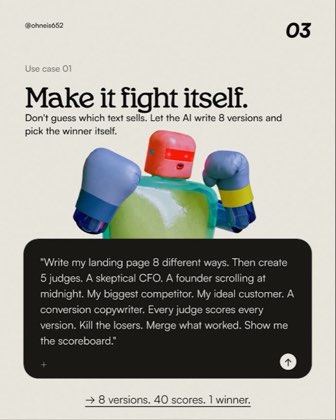 @ohneis652
03
Use case 01
Make it fight itself.
Don't guess which text sells. Let the AI write 8 versions and
pick the winner itself.
"Write my landing page 8 different ways. Then create
5 judges. A skeptical CFO. A founder scrolling at
midnight. My biggest competitor. My ideal customer. A
conversion copywriter. Every judge scores every
version. Kill the losers. Merge what worked. Show me
the scoreboard."
→ 8 versions. 40 scores. 1 winner.